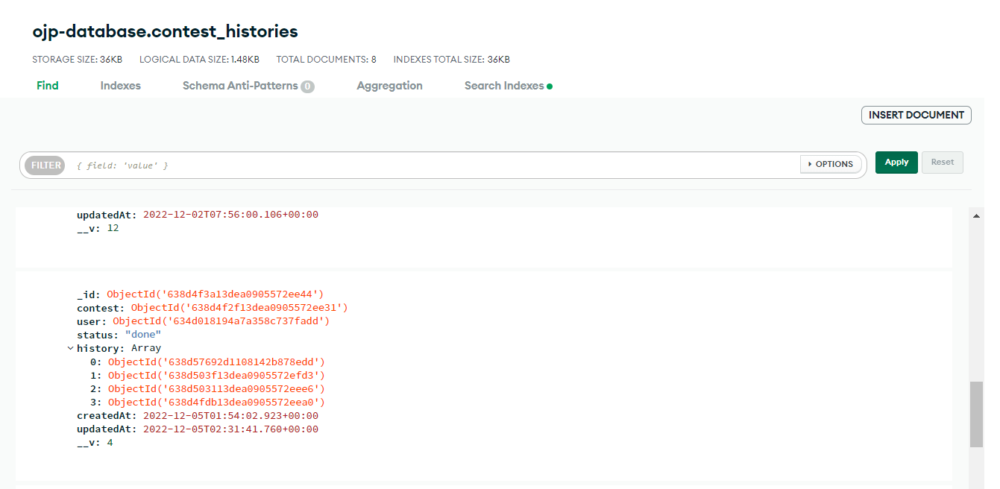 ojp-database.contest_histories
STORAGE SIZE: 36KB LOGICAL DATA SIZE: 1.48KB TOTAL DOCUMENTS: 8 INDEXES TOTAL SIZE: 36KB
Find Indexes Schema Anti-Patterns 0 Aggregation Search Indexes
INSERT DOCUMENT
FILTER { field: 'value' } OPTIONS Apply Reset
updatedAt: 2022-12-02T07:56:00.106+00:00
__v: 12
_id: ObjectId('638d4f3a13dea0905572ee44')
contest: ObjectId('638d4f2f13dea0905572ee31')
user: ObjectId('634d018194a7a358c737fadd')
status: "done"
history: Array
0: ObjectId('638d57692d1108142b878edd')
1: ObjectId('638d503f13dea0905572efd3')
2: ObjectId('638d503113dea0905572eee6')
3: ObjectId('638d4fdb13dea0905572eea0')
createdAt: 2022-12-05T01:54:02.923+00:00
updatedAt: 2022-12-05T02:31:41.760+00:00
__v: 4